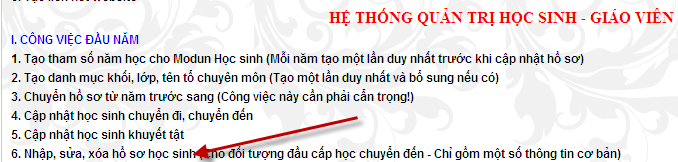 HỆ THỐNG QUẢN TRỊ HỌC SINH - GIÁO VIÊN
I. CÔNG VIỆC ĐẦU NĂM
1. Tạo tham số năm học cho Modun Học sinh (Mỗi năm tạo một lần duy nhất trước khi cập nhật hồ sơ)
2. Tạo danh mục khối, lớp, tên tổ chuyên môn (Tạo một lần duy nhất và bổ sung nếu có)
3. Chuyển hồ sơ từ năm trước sang (Công việc này cần phải cẩn trọng!)
4. Cập nhật học sinh chuyển đi, chuyển đến
5. Cập nhật học sinh khuyết tật
6. Nhập, sửa, xóa hồ sơ học sinh (cho đối tượng đầu cấp học chuyển đến - Chỉ gồm một số thông tin cơ bản)